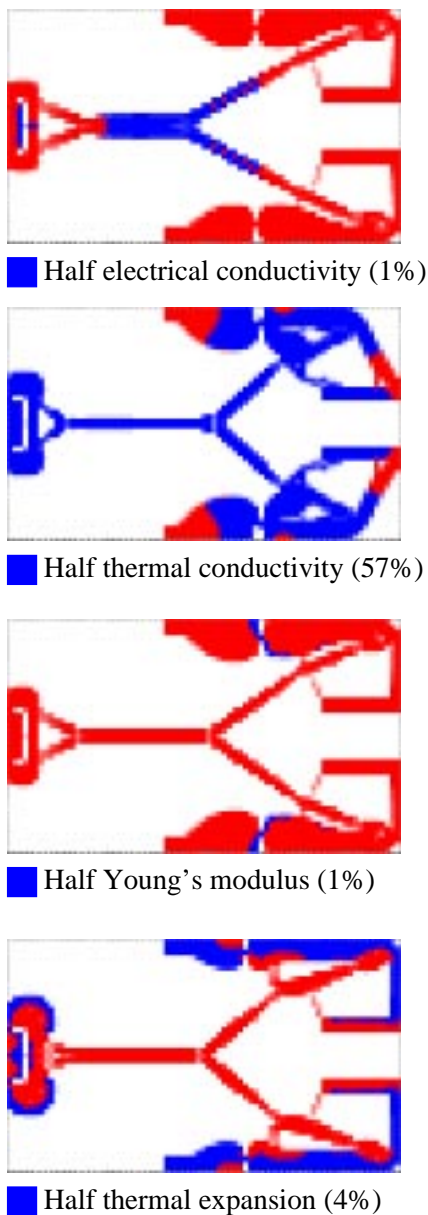 Half electrical conductivity (1%)
Half thermal conductivity (57%)
Half Young's modulus (1%)
Half thermal expansion (4%)